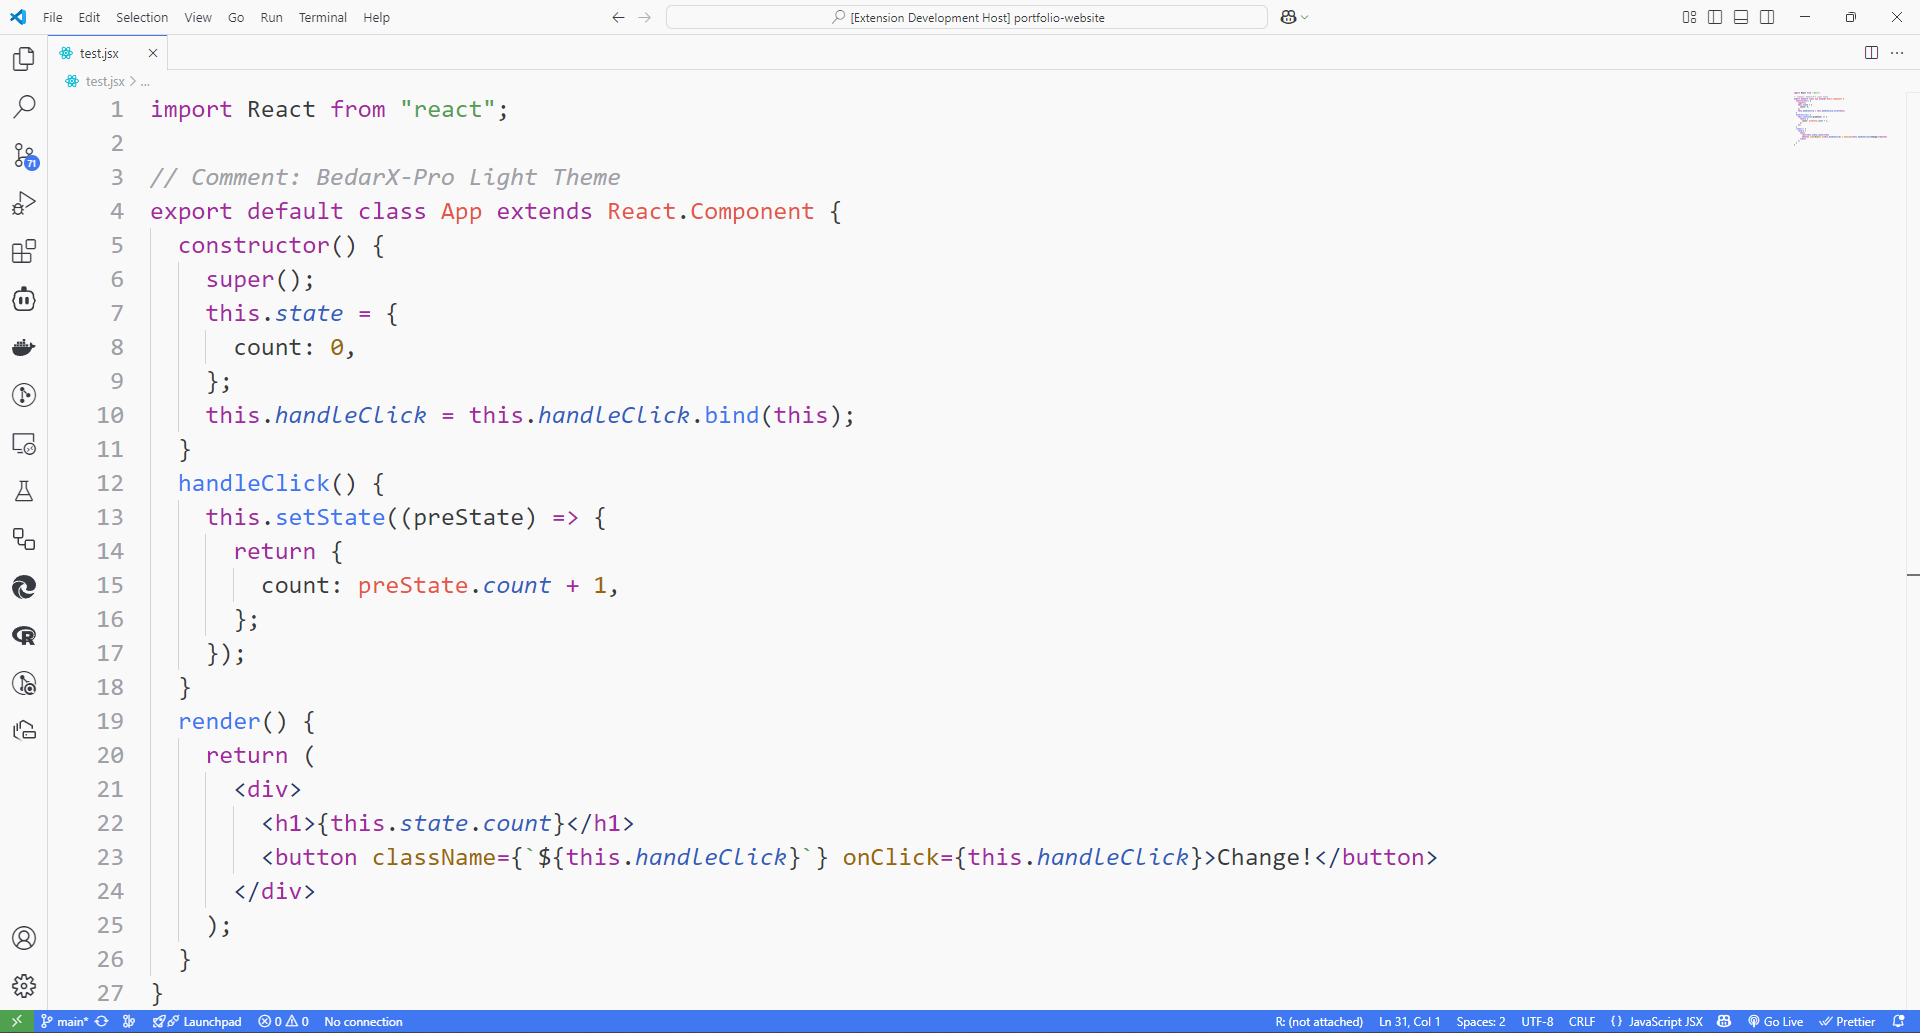 File Edit Selection View Go Run Terminal Help
[Extension Development Host] portfolio-website
test.jsx
test.jsx > ...
1 import React from "react";
2
3 // Comment: BedarX-Pro Light Theme
4 export default class App extends React.Component {
5 constructor() {
6 super();
7 this.state = {
8 count: 0,
9 };
10 this.handleClick = this.handleClick.bind(this);
11 }
12 handleClick() {
13 this.setState((preState) => {
14 return {
15 count: preState.count + 1,
16 };
17 });
18 }
19 render() {
20 return (
21 <div>
22 <h1>{this.state.count}</h1>
23 <button className={`${this.handleClick}`} onClick={this.handleClick}>Change!</button>
24 </div>
25 );
26 }
27 }
71
main* Launchpad 0 0 No connection R: (not attached) Ln 31, Col 1 Spaces: 2 UTF-8 CRLF {} JavaScript JSX Go Live Prettier